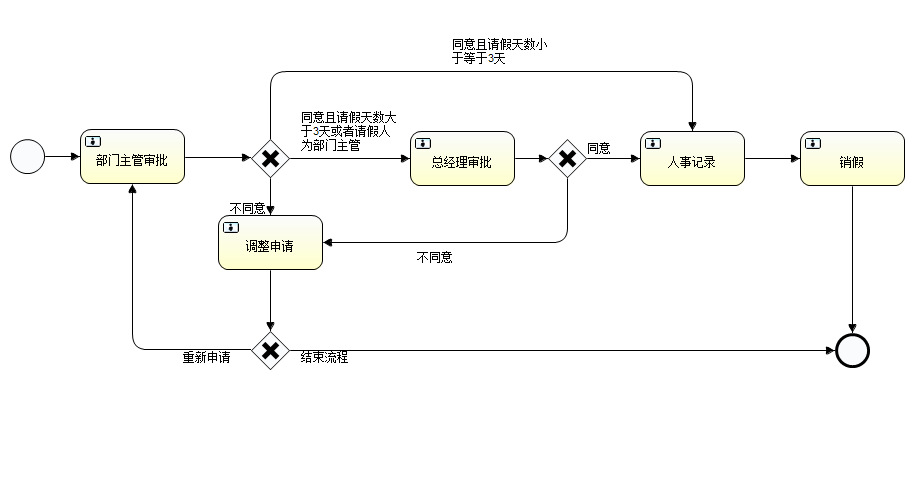 同意且请假天数小
于等于3天
同意且请假天数大
于3天或者请假人
为部门主管
部门主管审批
总经理审批
同意
人事记录
销假
不同意
调整申请
不同意
重新申请
结束流程